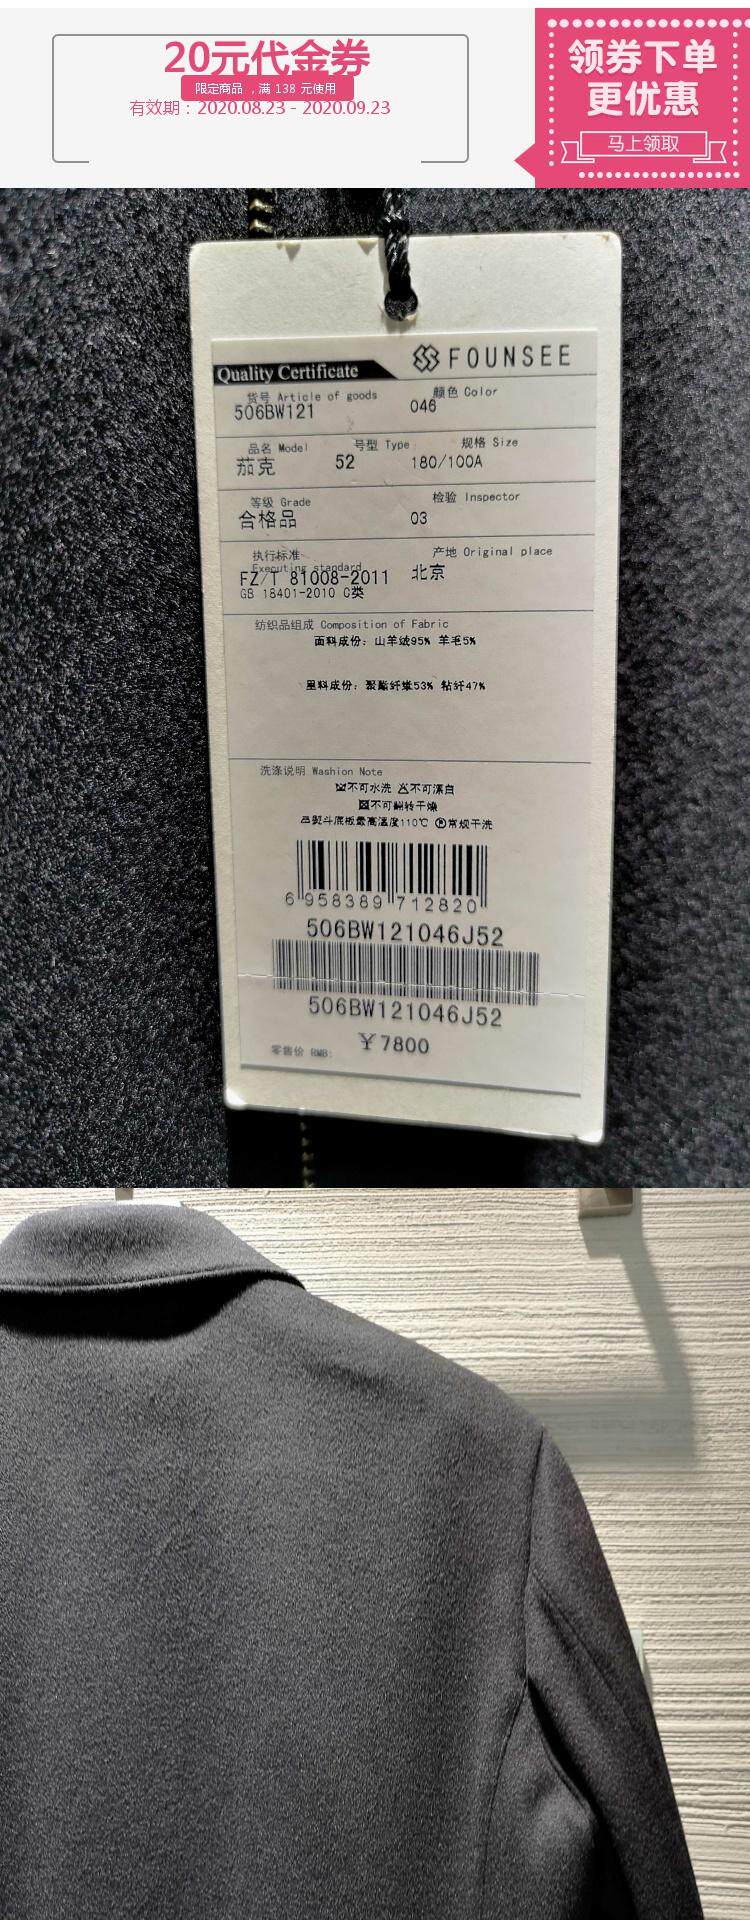 20元代金券
限定商品 ,满 138 元使用
有效期：2020.08.23 - 2020.09.23
领券下单
更优惠
马上领取
Quality Certificate
FOUNSEE
货号 Article of goods
颜色 Color
506BW121
046
品名 Model
号型 Type
规格 Size
茄克
52
180/100A
等级 Grade
检验 Inspector
合格品
03
执行标准
Executing standard
产地 Original place
FZ/T 81008-2011
北京
GB 18401-2010 C类
纺织品组成 Composition of Fabric
面料成份: 山羊绒95% 羊毛5%
里料成份: 聚酯纤维53% 粘纤47%
洗涤说明 Washion Note
不可水洗 不可漂白
不可翻转干燥
熨斗底板最高温度110℃ 常规干洗
6 958389 712820
506BW121046J52
506BW121046J52
零售价 RMB:
¥7800